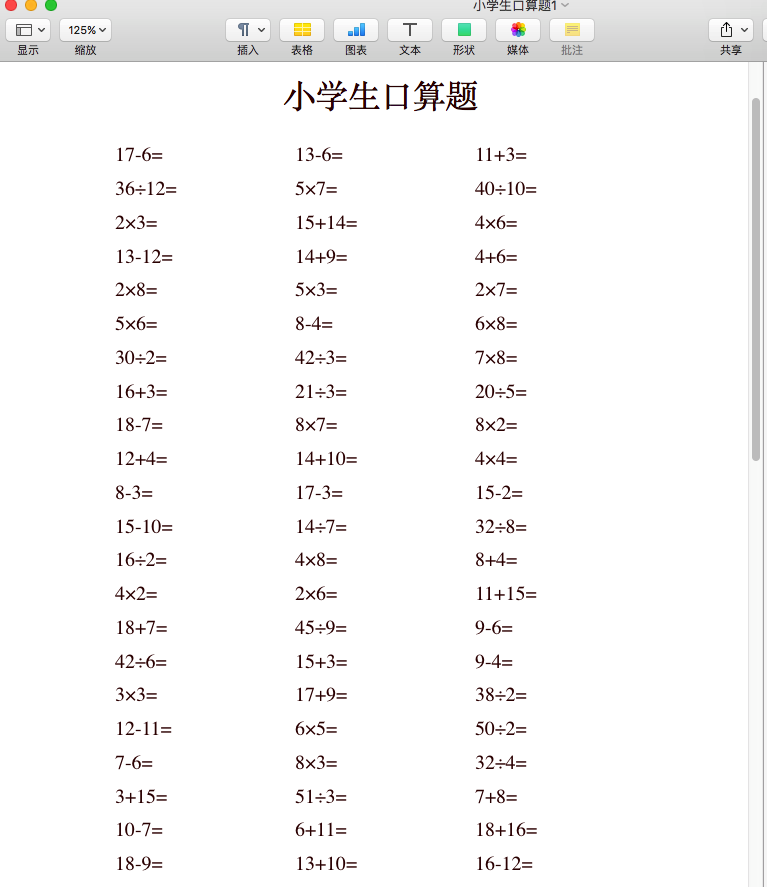 小学生口算题1
125%
显示 缩放 插入 表格 图表 文本 形状 媒体 批注 共享
小学生口算题
17-6= 13-6= 11+3=
36÷12= 5×7= 40÷10=
2×3= 15+14= 4×6=
13-12= 14+9= 4+6=
2×8= 5×3= 2×7=
5×6= 8-4= 6×8=
30÷2= 42÷3= 7×8=
16+3= 21÷3= 20÷5=
18-7= 8×7= 8×2=
12+4= 14+10= 4×4=
8-3= 17-3= 15-2=
15-10= 14÷7= 32÷8=
16÷2= 4×8= 8+4=
4×2= 2×6= 11+15=
18+7= 45÷9= 9-6=
42÷6= 15+3= 9-4=
3×3= 17+9= 38÷2=
12-11= 6×5= 50÷2=
7-6= 8×3= 32÷4=
3+15= 51÷3= 7+8=
10-7= 6+11= 18+16=
18-9= 13+10= 16-12=